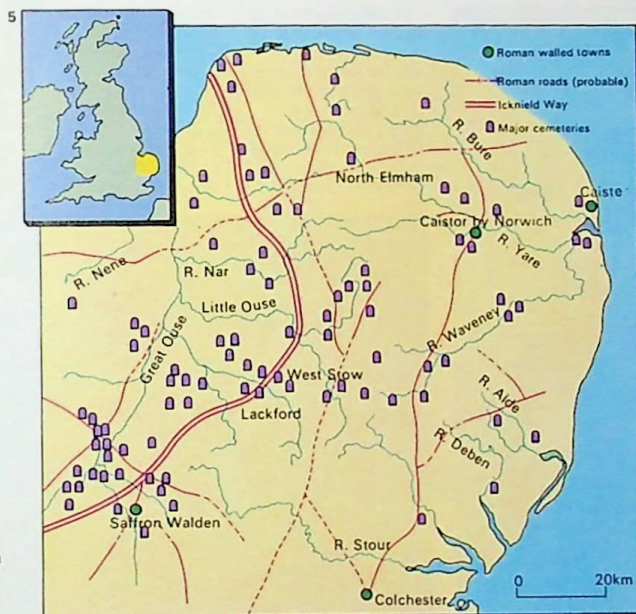 5
Roman walled towns
Roman roads (probable)
Icknield Way
Major cemeteries
R. Bure
North Elmham
Caiste
Caistor by Norwich
R. Yare
R. Nene
R. Nar
Little Ouse
Great Ouse
R. Waveney
West Stow
R. Alde
Lackford
R. Deben
Saffron Walden
R. Stour
Colchester
0 20km